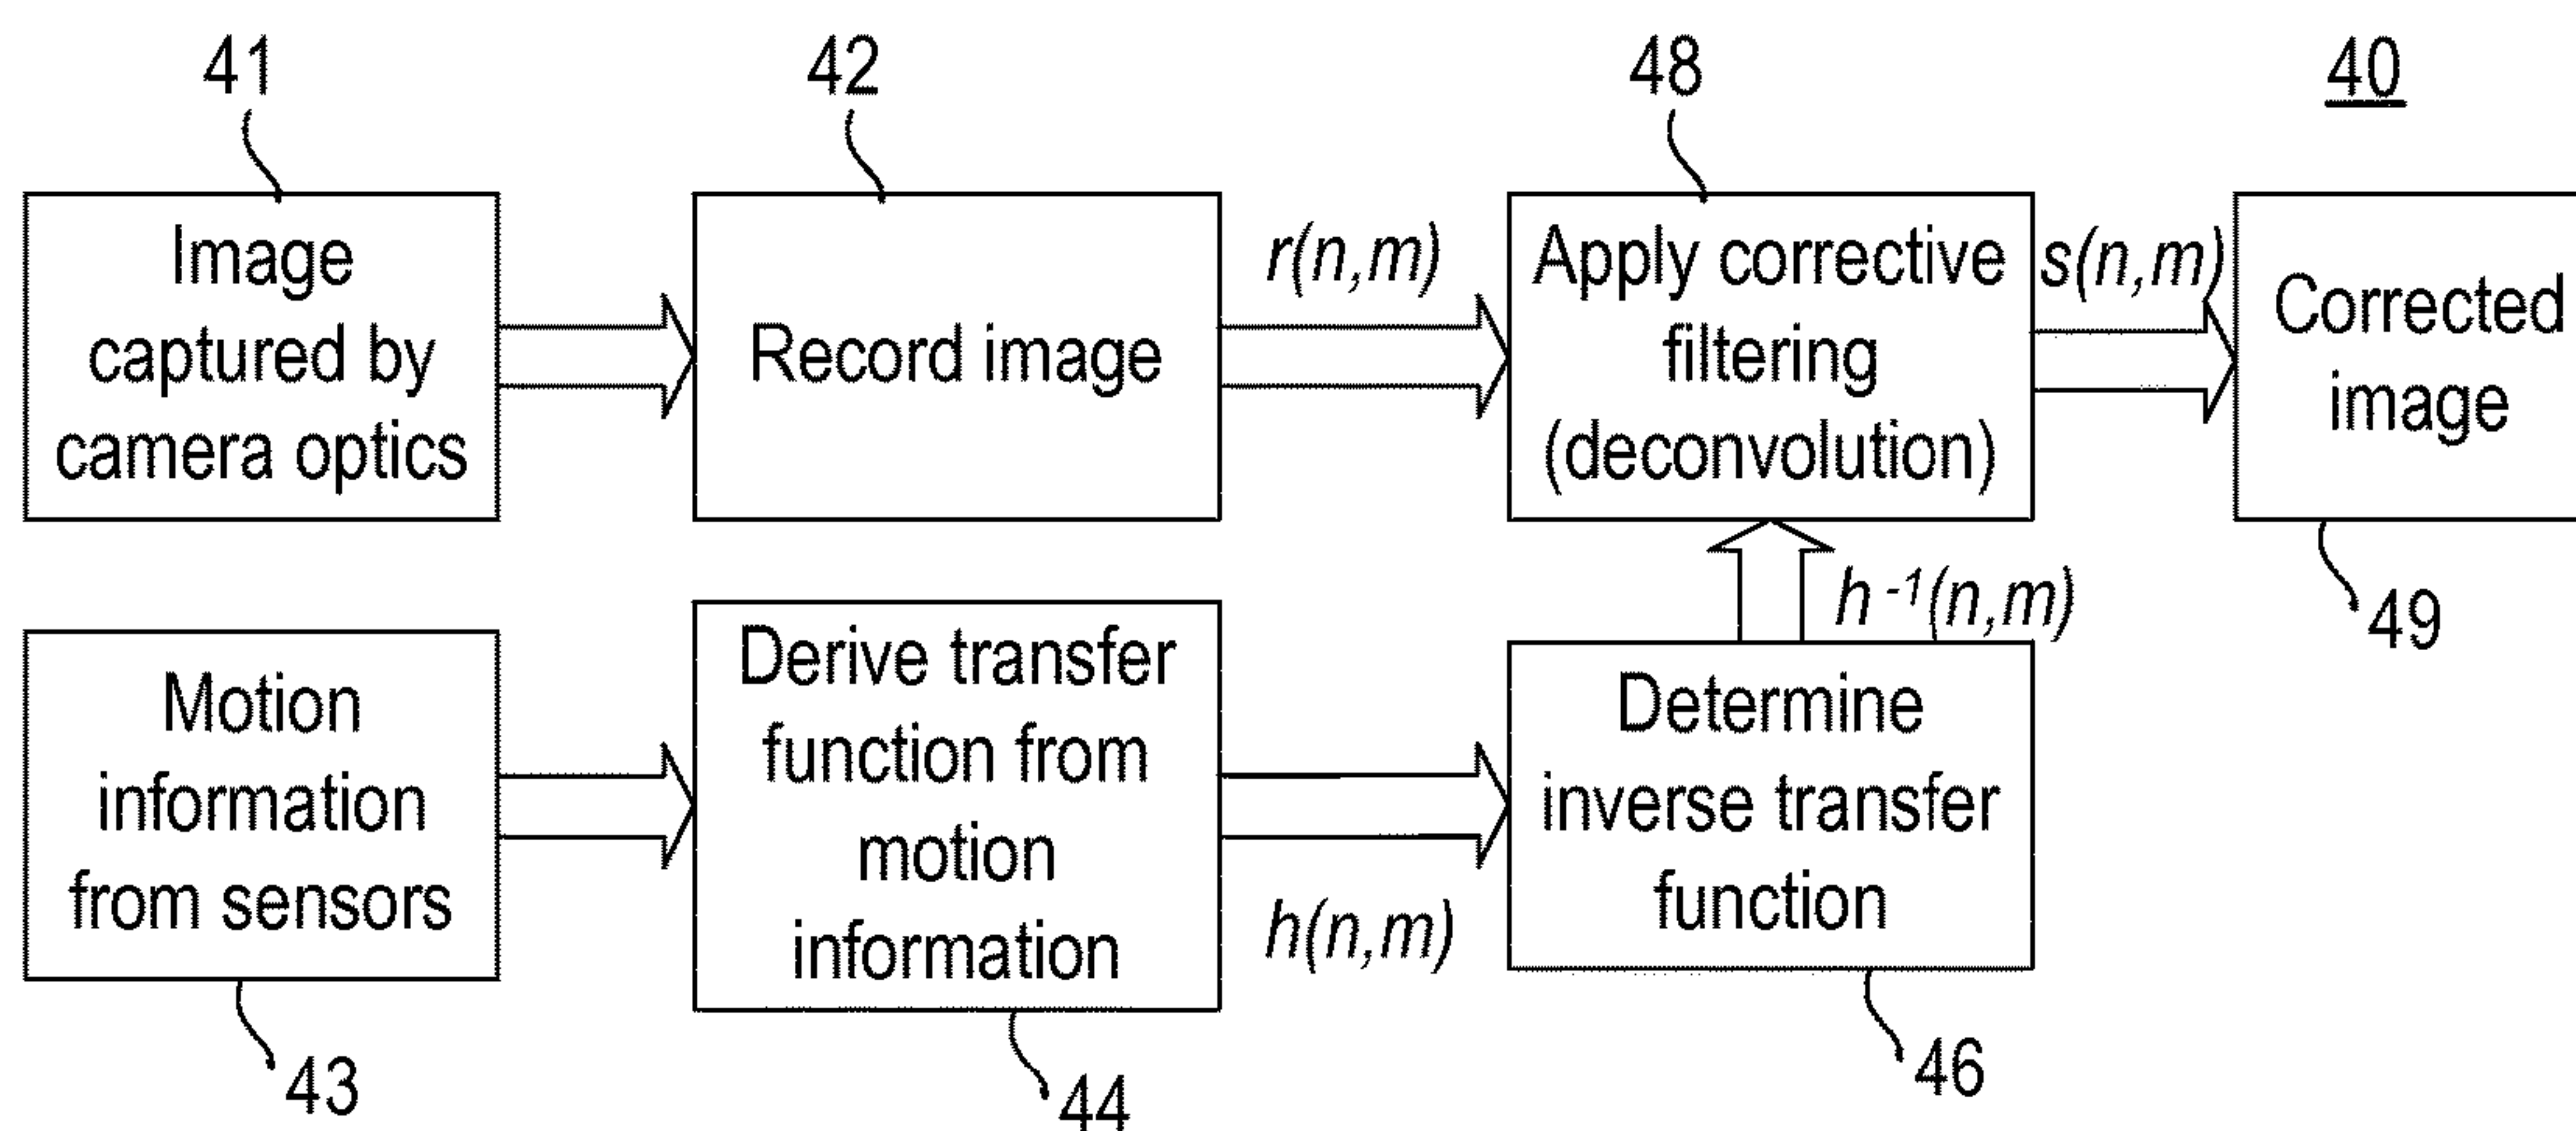 41
42
48
40
Image
captured by
camera optics
Record image
r(n,m)
Apply corrective
filtering
(deconvolution)
s(n,m)
Corrected
image
49
Motion
information
from sensors
43
Derive transfer
function from
motion
information
44
h(n,m)
h -1(n,m)
Determine
inverse transfer
function
46